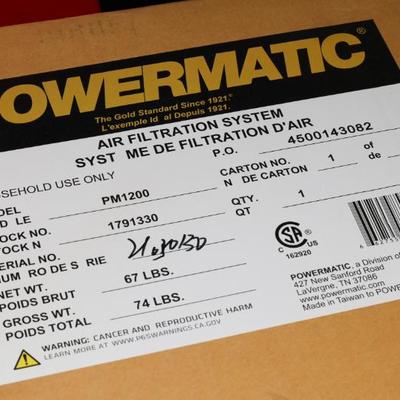 OWERMATIC®
The Gold Standard Since 1921.®
L'exemple Id al Depuis 1921.
AIR FILTRATION SYSTEM
SYST ME DE FILTRATION D'AIR
P.O. 4500143082
SEHOLD USE ONLY
CARTON NO. 1 of
N DE CARTON de
DEL PM1200
D LE
QTY. 1
QT
OCK NO. 1791330
OCK N
ERIAL NO.
UM RO DE S RIE
NET WT. 67 LBS.
POIDS BRUT
GROSS WT. 74 LBS.
POIDS TOTAL
CSA
C US
162920
POWERMATIC, a Division of
427 New Sanford Road
LaVergne, TN 37086
www.powermatic.com
Made in Taiwan to POWE
WARNING: CANCER AND REPRODUCTIVE HARM
LEARN MORE AT WWW.P65WARNINGS.CA.GOV